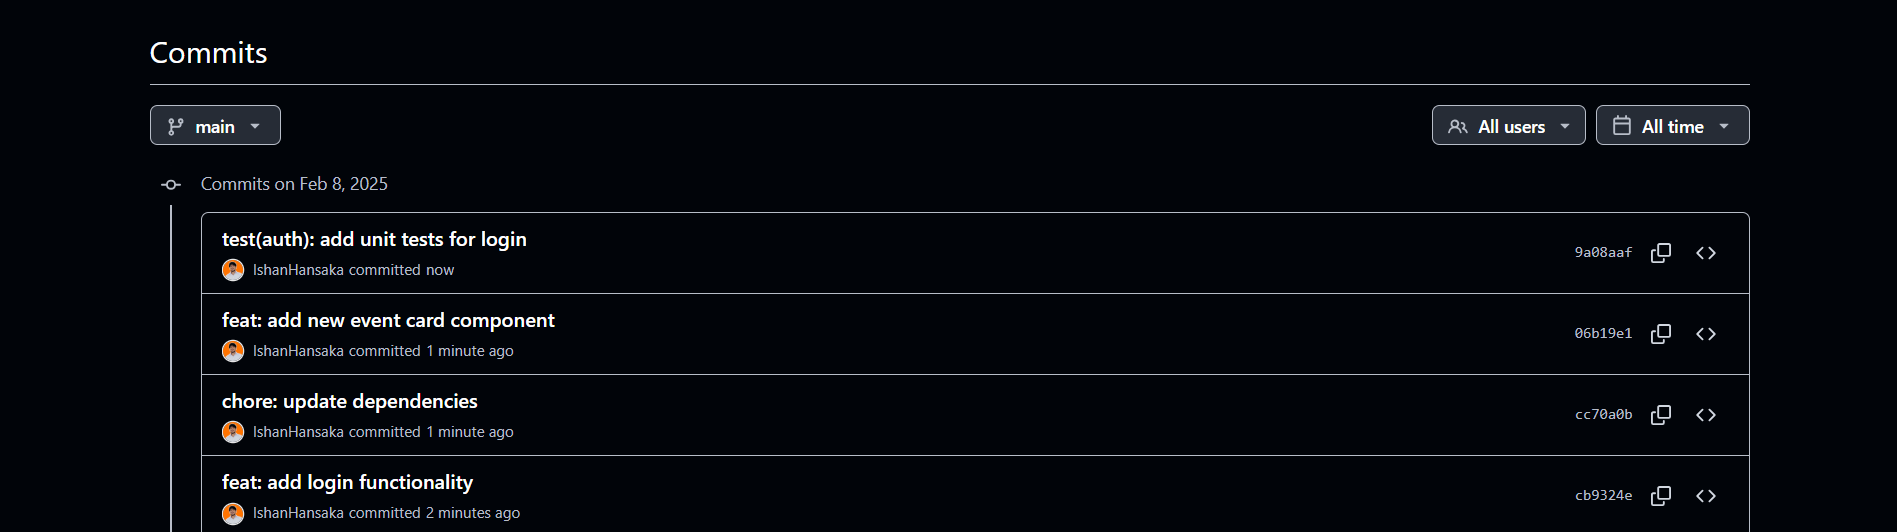 Commits
main
All users
All time
Commits on Feb 8, 2025
test(auth): add unit tests for login
IshanHansaka committed now
9a08aaf
feat: add new event card component
IshanHansaka committed 1 minute ago
06b19e1
chore: update dependencies
IshanHansaka committed 1 minute ago
cc70a0b
feat: add login functionality
IshanHansaka committed 2 minutes ago
cb9324e